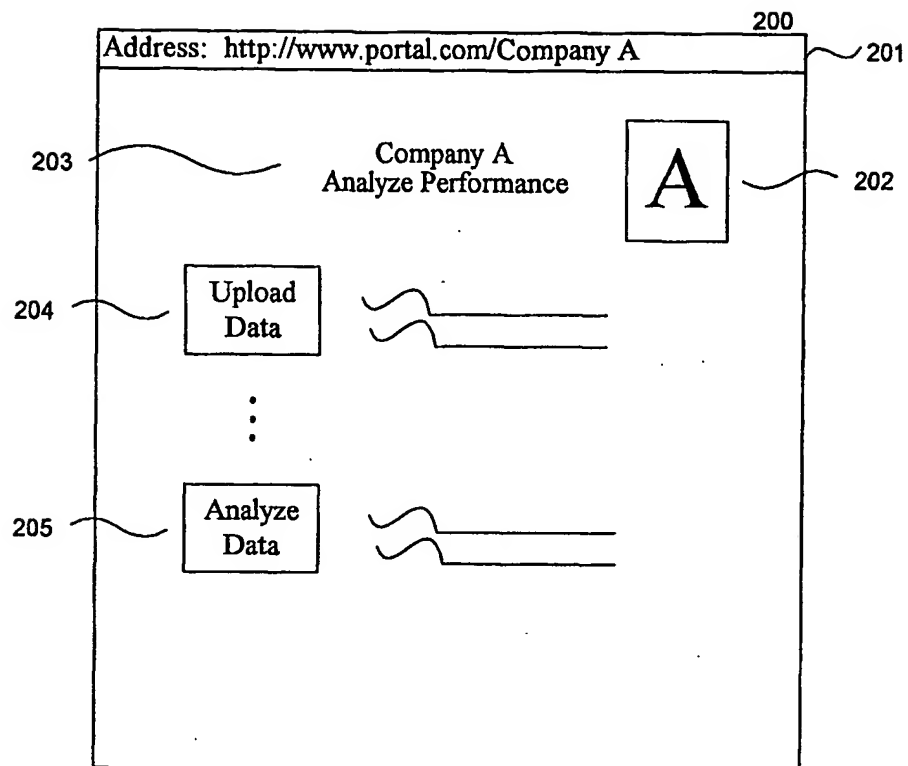 200
Address: http://www.portal.com/Company A
201
203
Company A
Analyze Performance
A
202
204
Upload
Data
205
Analyze
Data